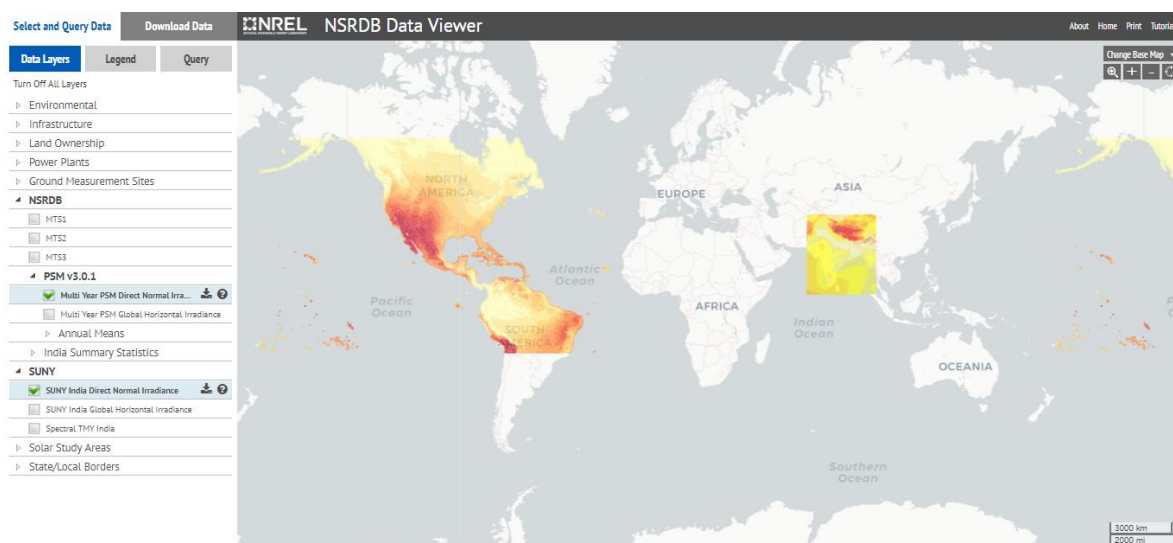 Select and Query Data
Download Data
NREL
NSRDB Data Viewer
About Home Print Tutoria
Data Layers
Legend
Query
Turn Off All Layers
Environmental
Infrastructure
Land Ownership
Power Plants
Ground Measurement Sites
NSRDB
MTS1
MTS2
MTS3
PSM v3.0.1
Multi Year PSM Direct Normal Irra...
Multi Year PSM Global Horizontal Irradiance
Annual Means
India Summary Statistics
SUNY
SUNY India Direct Normal Irradiance
SUNY India Global Horizontal Irradiance
Spectral TMY India
Solar Study Areas
State/Local Borders
Change Base Map
NORTH
AMERICA
EUROPE
ASIA
Atlantic
Ocean
Pacific
Ocean
AFRICA
SOUTH
AMERICA
Indian
Ocean
OCEANIA
Southern
Ocean
3000 km
2000 mi